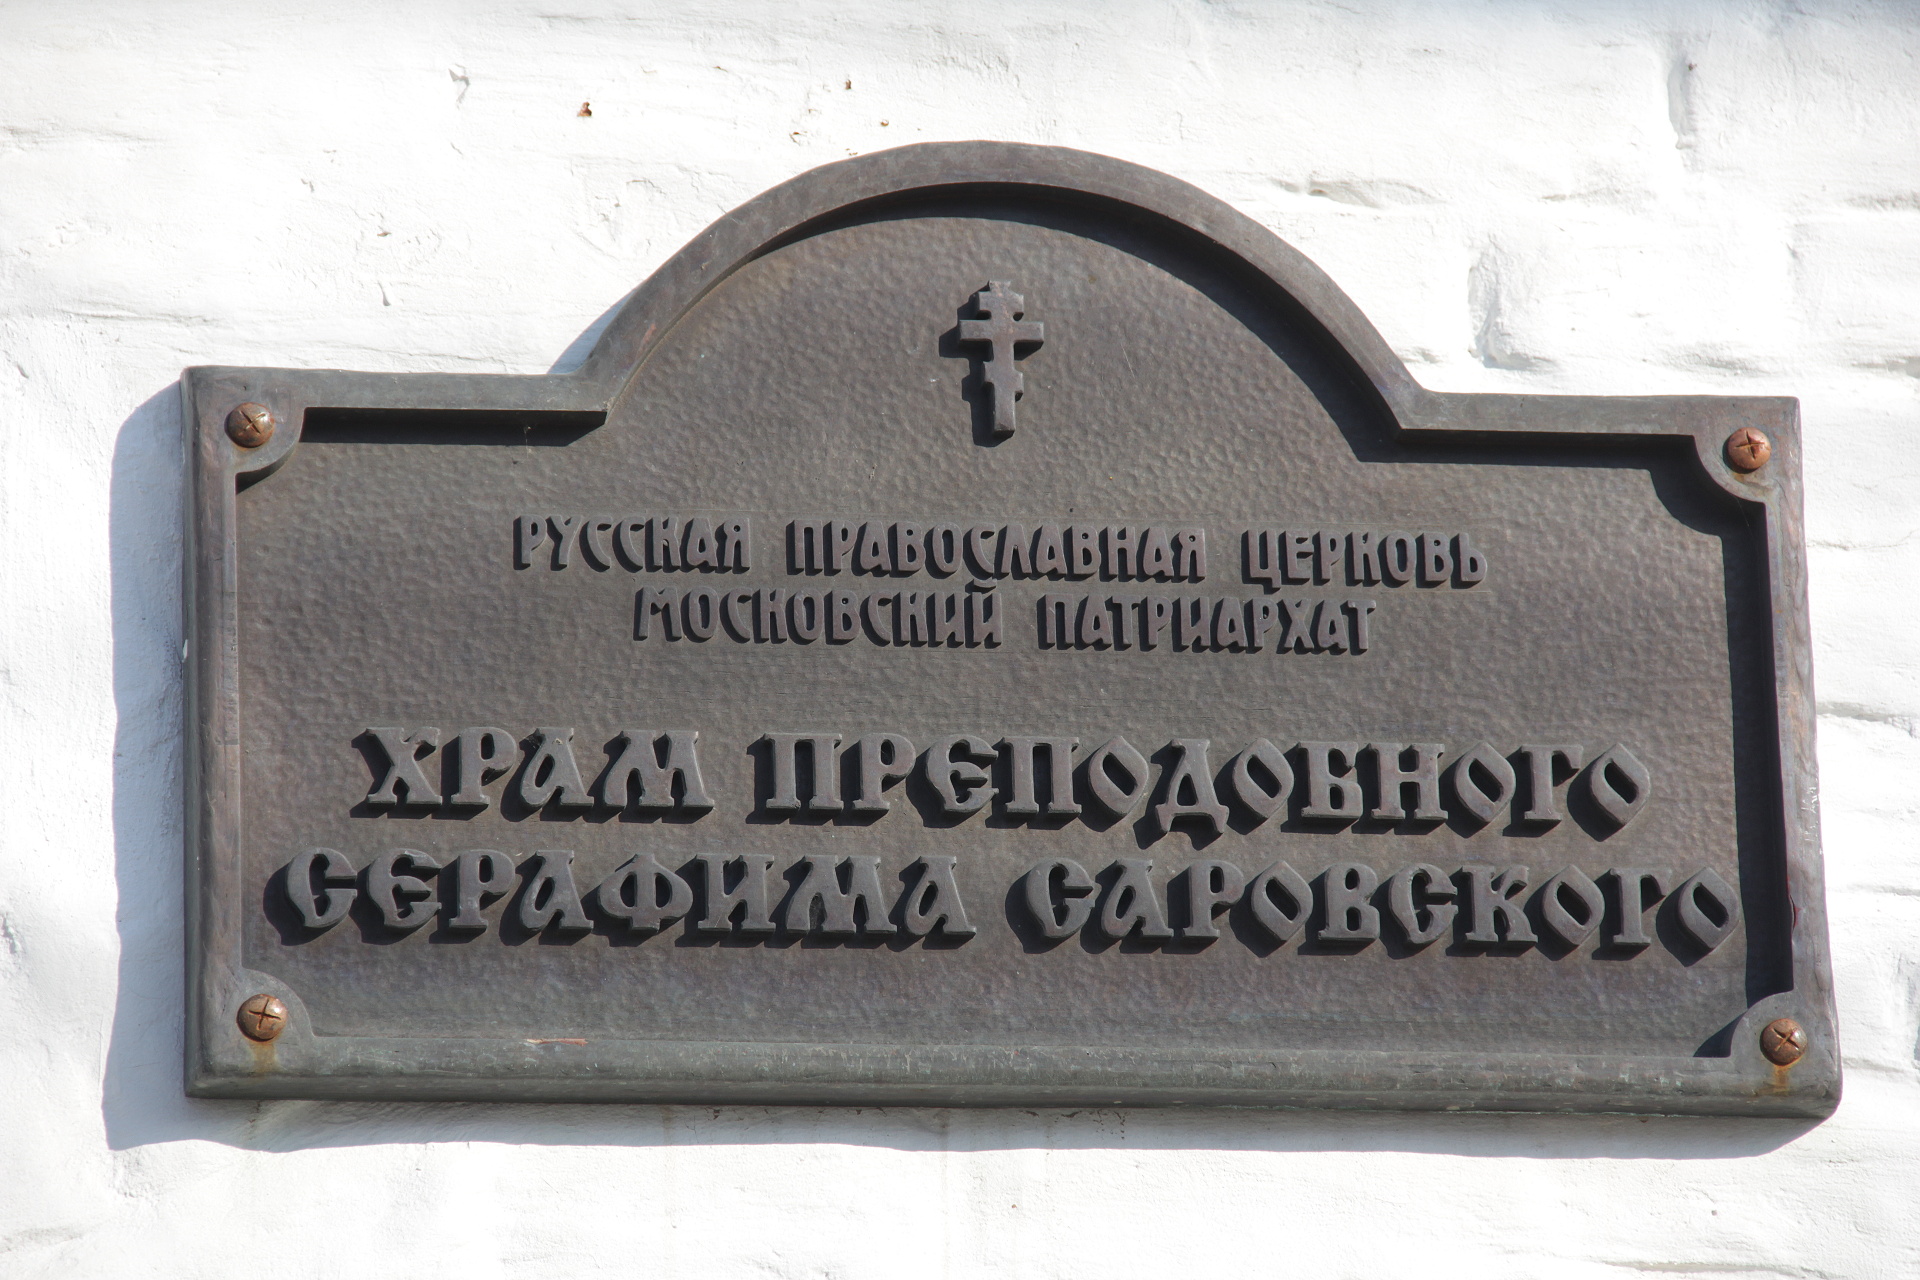 РУССКАЯ ПРАВОСЛАВНАЯ ЦЕРКОВЬ
МОСКОВСКИЙ ПАТРИАРХАТ
ХРАМ ПРЕПОДОБНОГО
СЕРАФИМА САРОВСКОГО